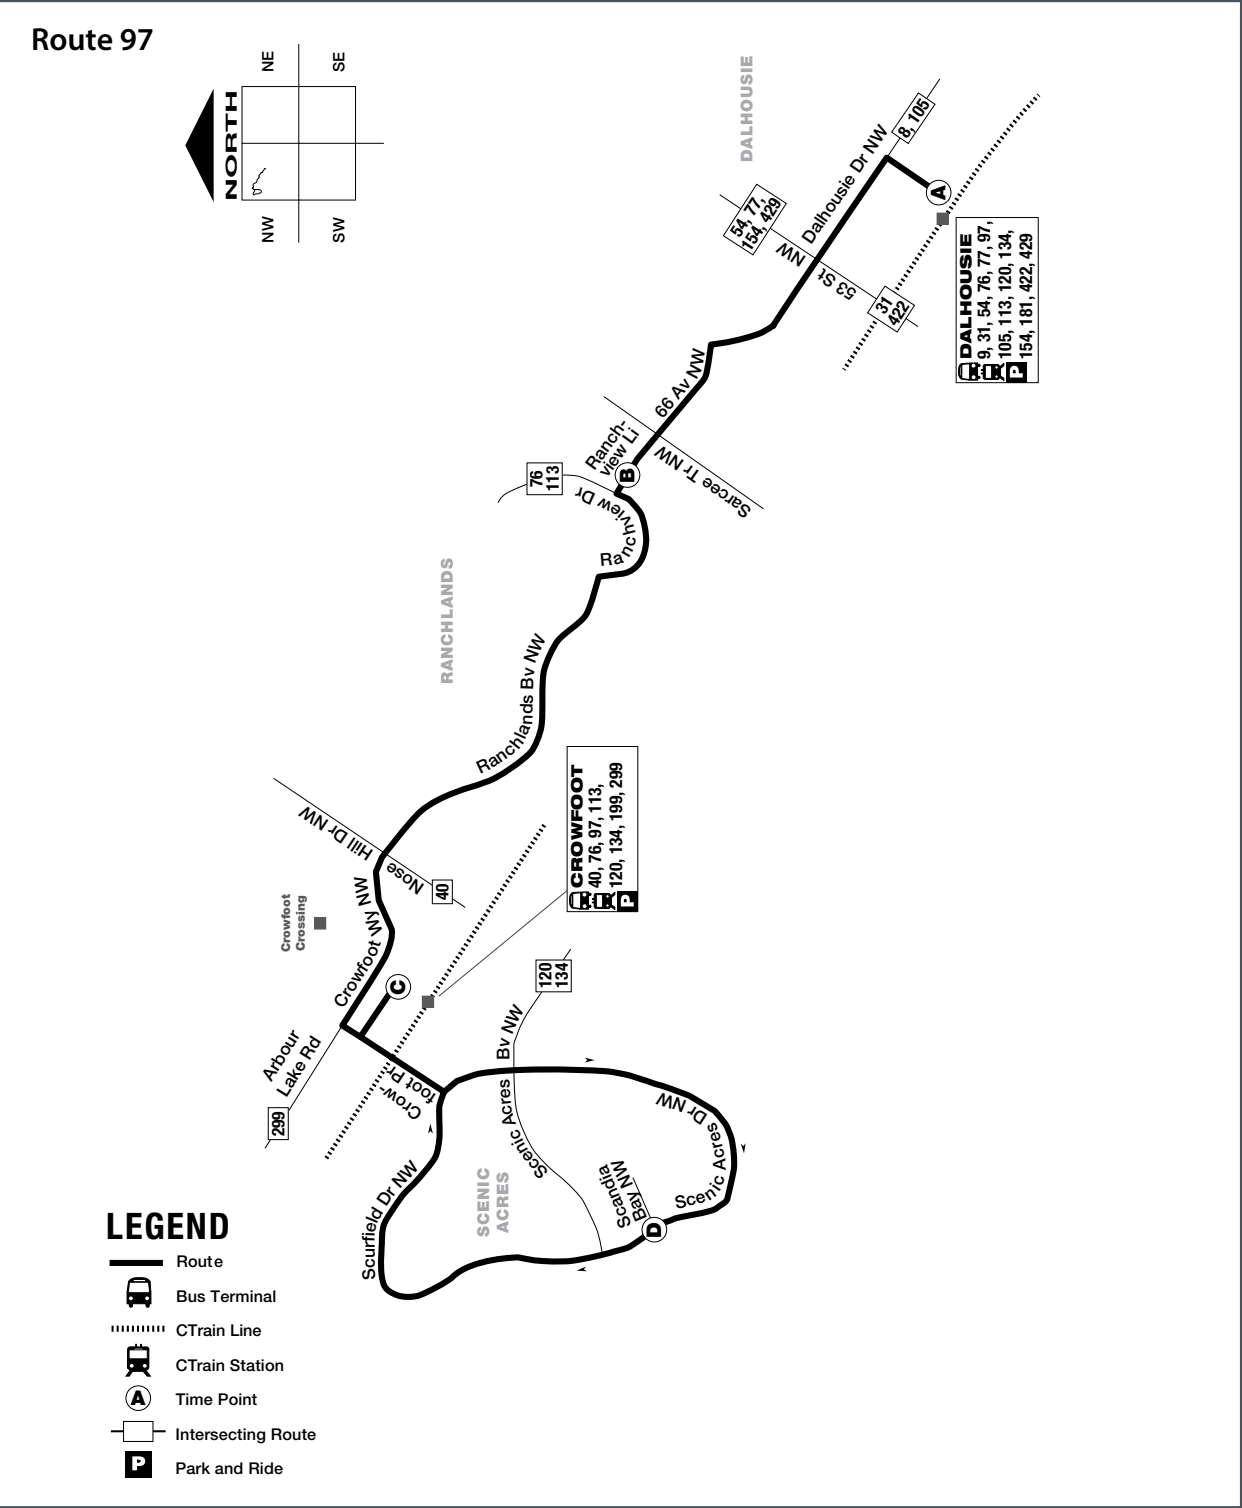 Route 97
NORTH
NE
SE
NW
SW
DALHOUSIE
8, 105
Dalhousie Dr NW
A
54, 77,
154, 429
53 St NW
31
422
DALHOUSIE
9, 31, 54, 76, 77, 97,
105, 113, 120, 134,
154, 181, 422, 429
P
66 Av NW
Ranch-
view Li
B
Sarcee Tr NW
76
113
Ranchview Dr
RANCHLANDS
Ranchlands Bv NW
CROWFOOT
40, 76, 97, 113,
120, 134, 199, 299
P
Nose Hill Dr NW
40
Crowfoot
Crossing
Crowfoot Wy NW
C
Arbour
Lake Rd
299
Crow-
foot Pr
120
134
Scenic Acres Bv NW
Scenic Acres Dr NW
SCENIC
ACRES
Scandia
Bay NW
D
Scurfield Dr NW
LEGEND
Route
Bus Terminal
CTrain Line
CTrain Station
A Time Point
Intersecting Route
P Park and Ride